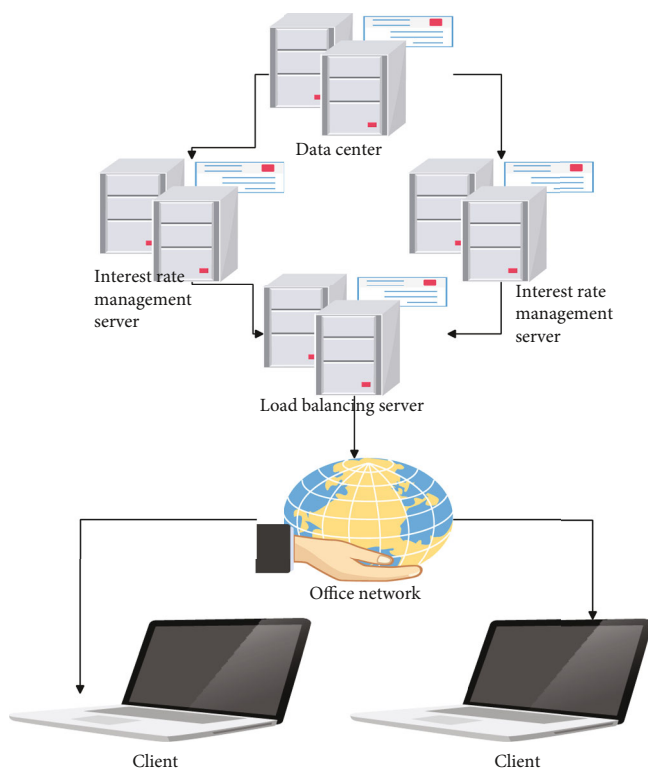 Data center
Interest rate
management
server
Interest rate
management
server
Load balancing server
Office network
Client
Client